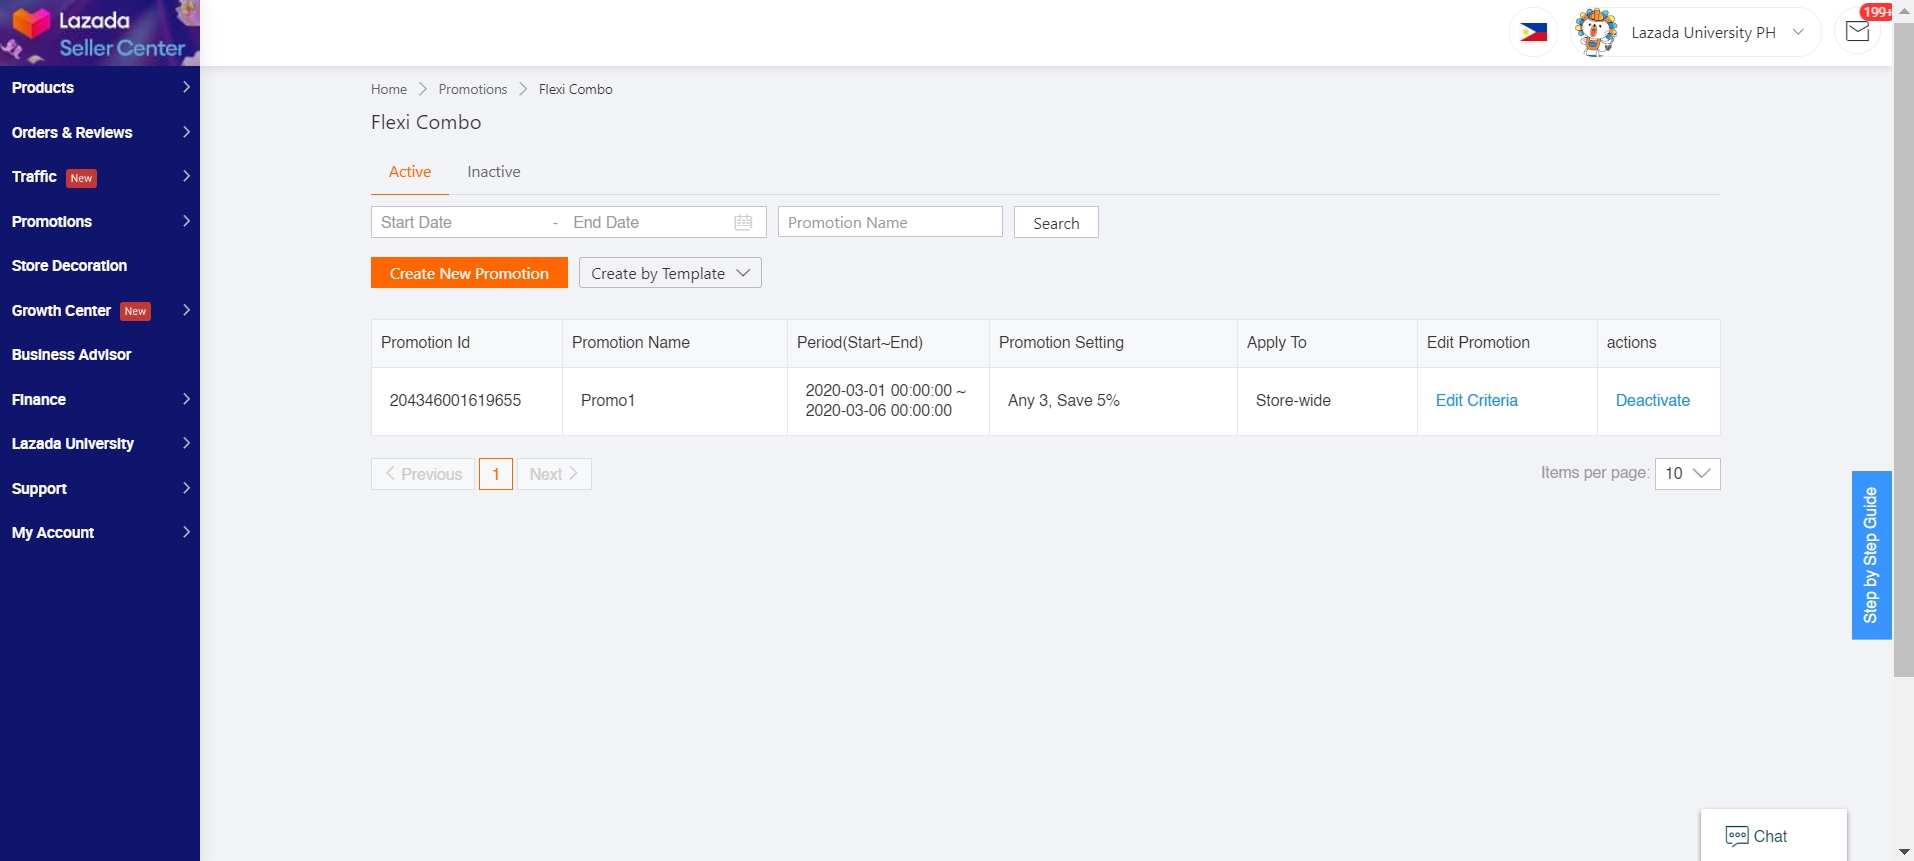 Lazada
Seller Center
Lazada University PH
199+
Products
Orders & Reviews
Traffic New
Promotions
Store Decoration
Growth Center New
Business Advisor
Finance
Lazada University
Support
My Account
Home > Promotions > Flexi Combo
Flexi Combo
Active Inactive
Start Date - End Date Promotion Name Search
Create New Promotion Create by Template
Promotion Id Promotion Name Period(Start~End) Promotion Setting Apply To Edit Promotion actions
204346001619655 Promo1 2020-03-01 00:00:00 ~ Any 3, Save 5% Store-wide Edit Criteria Deactivate
2020-03-06 00:00:00
< Previous 1 Next > Items per page: 10
Step by Step Guide
Chat